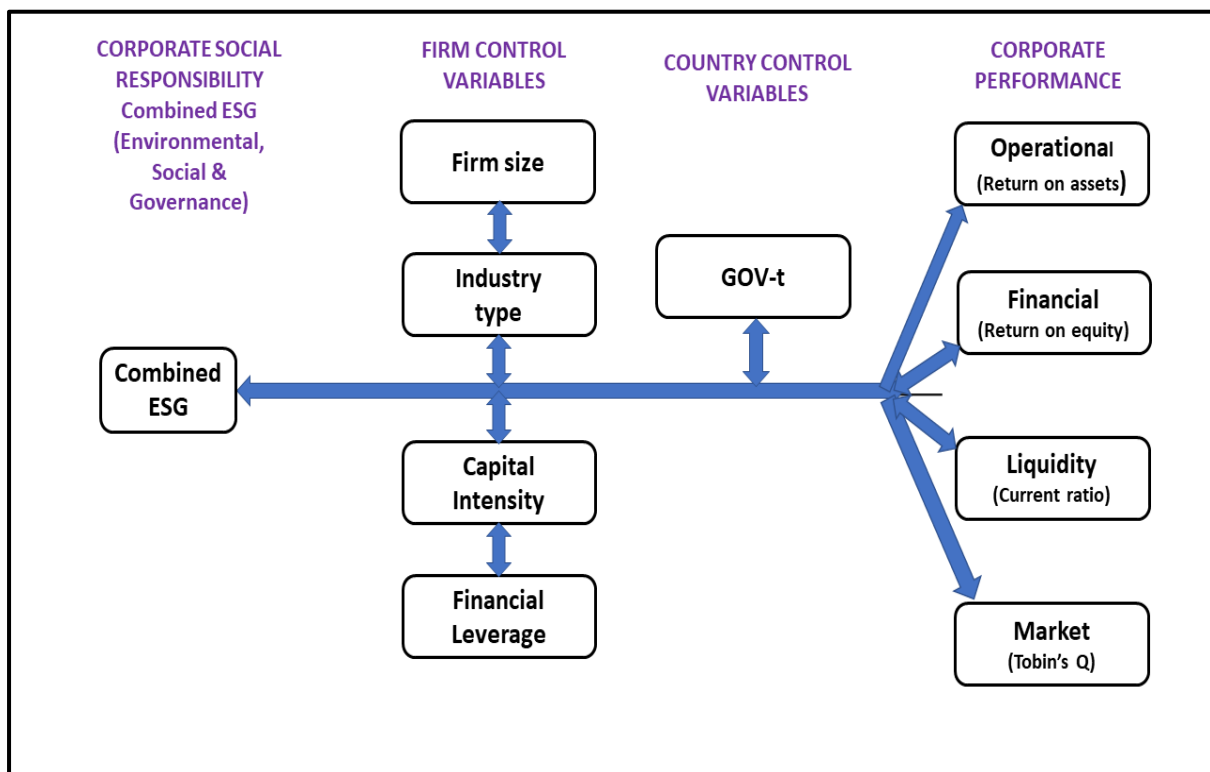 CORPORATE SOCIAL
RESPONSIBILITY
Combined ESG
(Environmental,
Social &
Governance)
FIRM CONTROL
VARIABLES
COUNTRY CONTROL
VARIABLES
CORPORATE
PERFORMANCE
Combined
ESG
Firm size
Industry
type
Capital
Intensity
Financial
Leverage
GOV-t
Operational
(Return on assets)
Financial
(Return on equity)
Liquidity
(Current ratio)
Market
(Tobin's Q)